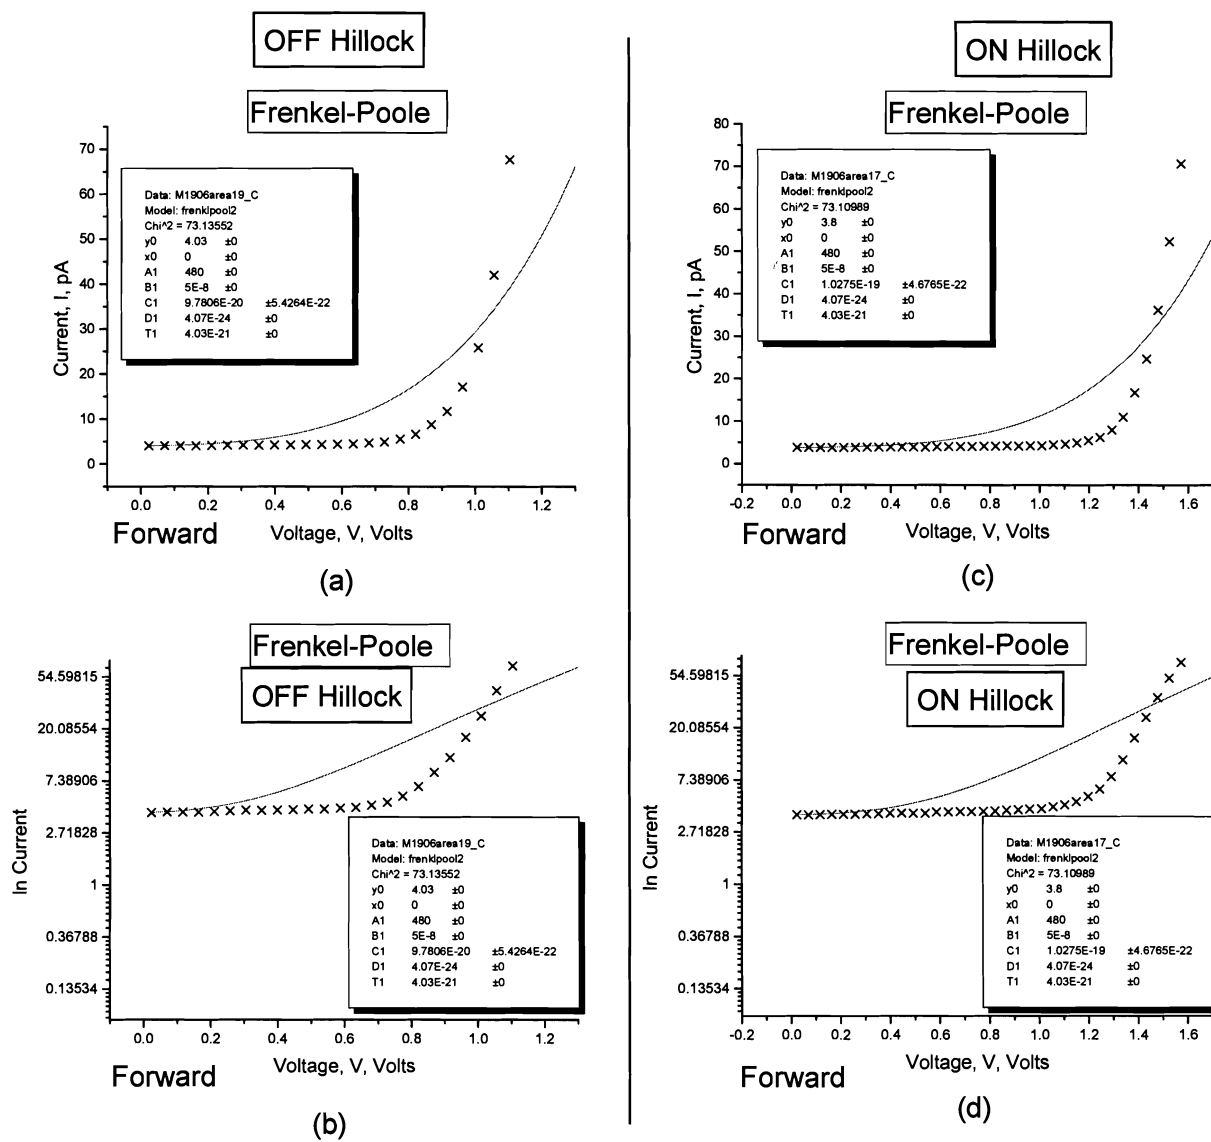 OFF Hillock
Frenkel-Poole
70
60
50
40
30
20
10
0
Current, I, pA
Data: M1906area19_C
Model: frenklpool2
Chi^2 = 73.13552
y0 4.03 ±0
x0 0 ±0
A1 480 ±0
B1 5E-8 ±0
C1 9.7806E-20 ±5.4264E-22
D1 4.07E-24 ±0
T1 4.03E-21 ±0
0.0 0.2 0.4 0.6 0.8 1.0 1.2
Forward
Voltage, V, Volts
(a)
Frenkel-Poole
OFF Hillock
54.59815
20.08554
7.38906
2.71828
1
0.36788
0.13534
ln Current
Data: M1906area19_C
Model: frenklpool2
Chi^2 = 73.13552
y0 4.03 ±0
x0 0 ±0
A1 480 ±0
B1 5E-8 ±0
C1 9.7806E-20 ±5.4264E-22
D1 4.07E-24 ±0
T1 4.03E-21 ±0
0.0 0.2 0.4 0.6 0.8 1.0 1.2
Forward
Voltage, V, Volts
(b)
ON Hillock
Frenkel-Poole
80
70
60
50
40
30
20
10
0
Current, I, pA
Data: M1906area17_C
Model: frenklpool2
Chi^2 = 73.10989
y0 3.8 ±0
x0 0 ±0
A1 480 ±0
B1 5E-8 ±0
C1 1.0275E-19 ±4.6765E-22
D1 4.07E-24 ±0
T1 4.03E-21 ±0
-0.2 0.0 0.2 0.4 0.6 0.8 1.0 1.2 1.4 1.6
Forward
Voltage, V, Volts
(c)
Frenkel-Poole
ON Hillock
54.59815
20.08554
7.38906
2.71828
1
0.36788
0.13534
ln Current
Data: M1906area17_C
Model: frenklpool2
Chi^2 = 73.10989
y0 3.8 ±0
x0 0 ±0
A1 480 ±0
B1 5E-8 ±0
C1 1.0275E-19 ±4.6765E-22
D1 4.07E-24 ±0
T1 4.03E-21 ±0
-0.2 0.0 0.2 0.4 0.6 0.8 1.0 1.2 1.4 1.6
Forward
Voltage, V, Volts
(d)